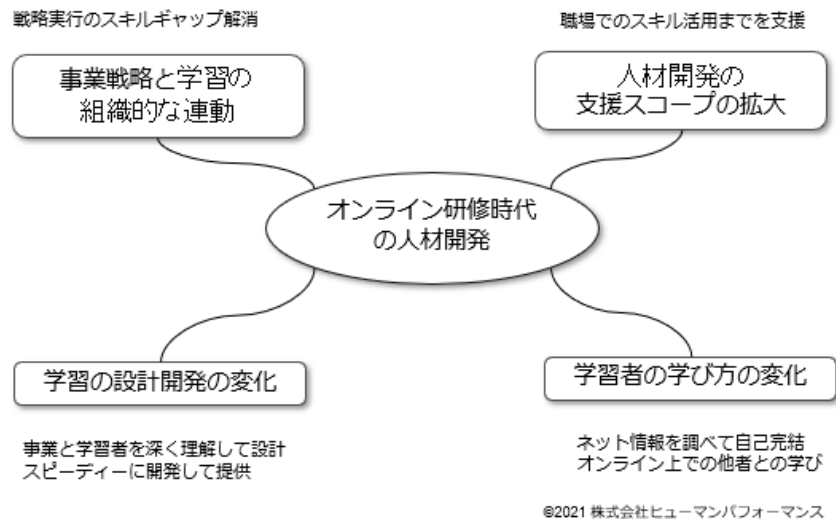 戦略実行のスキルギャップ解消
職場でのスキル活用までを支援
事業戦略と学習の
組織的な連動
人材開発の
支援スコープの拡大
オンライン研修時代
の人材開発
学習の設計開発の変化
学習者の学び方の変化
事業と学習者を深く理解して設計
スピーディーに開発して提供
ネット情報を調べて自己完結
オンライン上での他者との学び
©2021 株式会社ヒューマンパフォーマンス